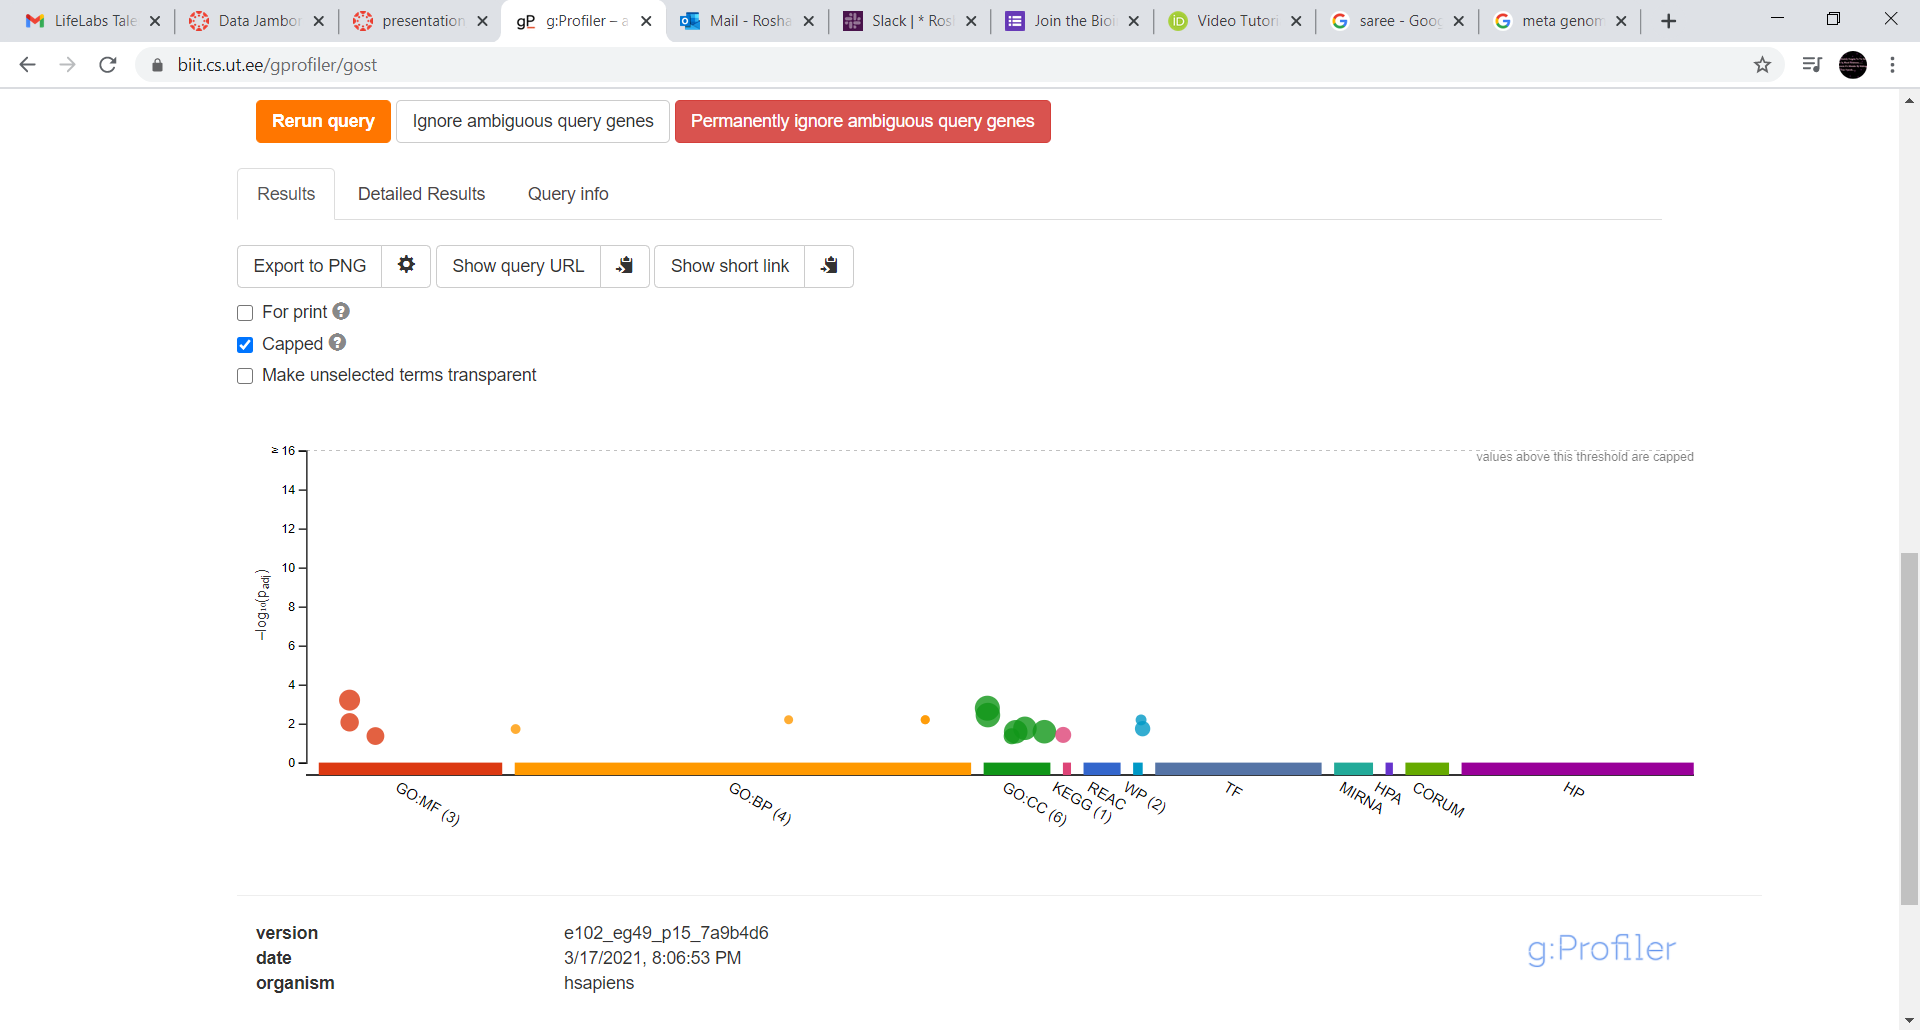 LifeLabs Tale
Data Jambor
presentation
g:Profiler – a
Mail - Rosha
Slack | * Rosl
Join the Bioi
Video Tutori
saree - Goog
meta genom
biit.cs.ut.ee/gprofiler/gost
Rerun query
Ignore ambiguous query genes
Permanently ignore ambiguous query genes
Results
Detailed Results
Query info
Export to PNG
Show query URL
Show short link
For print
Capped
Make unselected terms transparent
≥ 16
values above this threshold are capped
14
12
10
8
6
4
2
0
−log10(padj)
GO:MF (3)
GO:BP (4)
GO:CC (6)
KEGG (1)
REAC
WP (2)
TF
MIRNA
HPA
CORUM
HP
version e102_eg49_p15_7a9b4d6
date 3/17/2021, 8:06:53 PM
organism hsapiens
g:Profiler